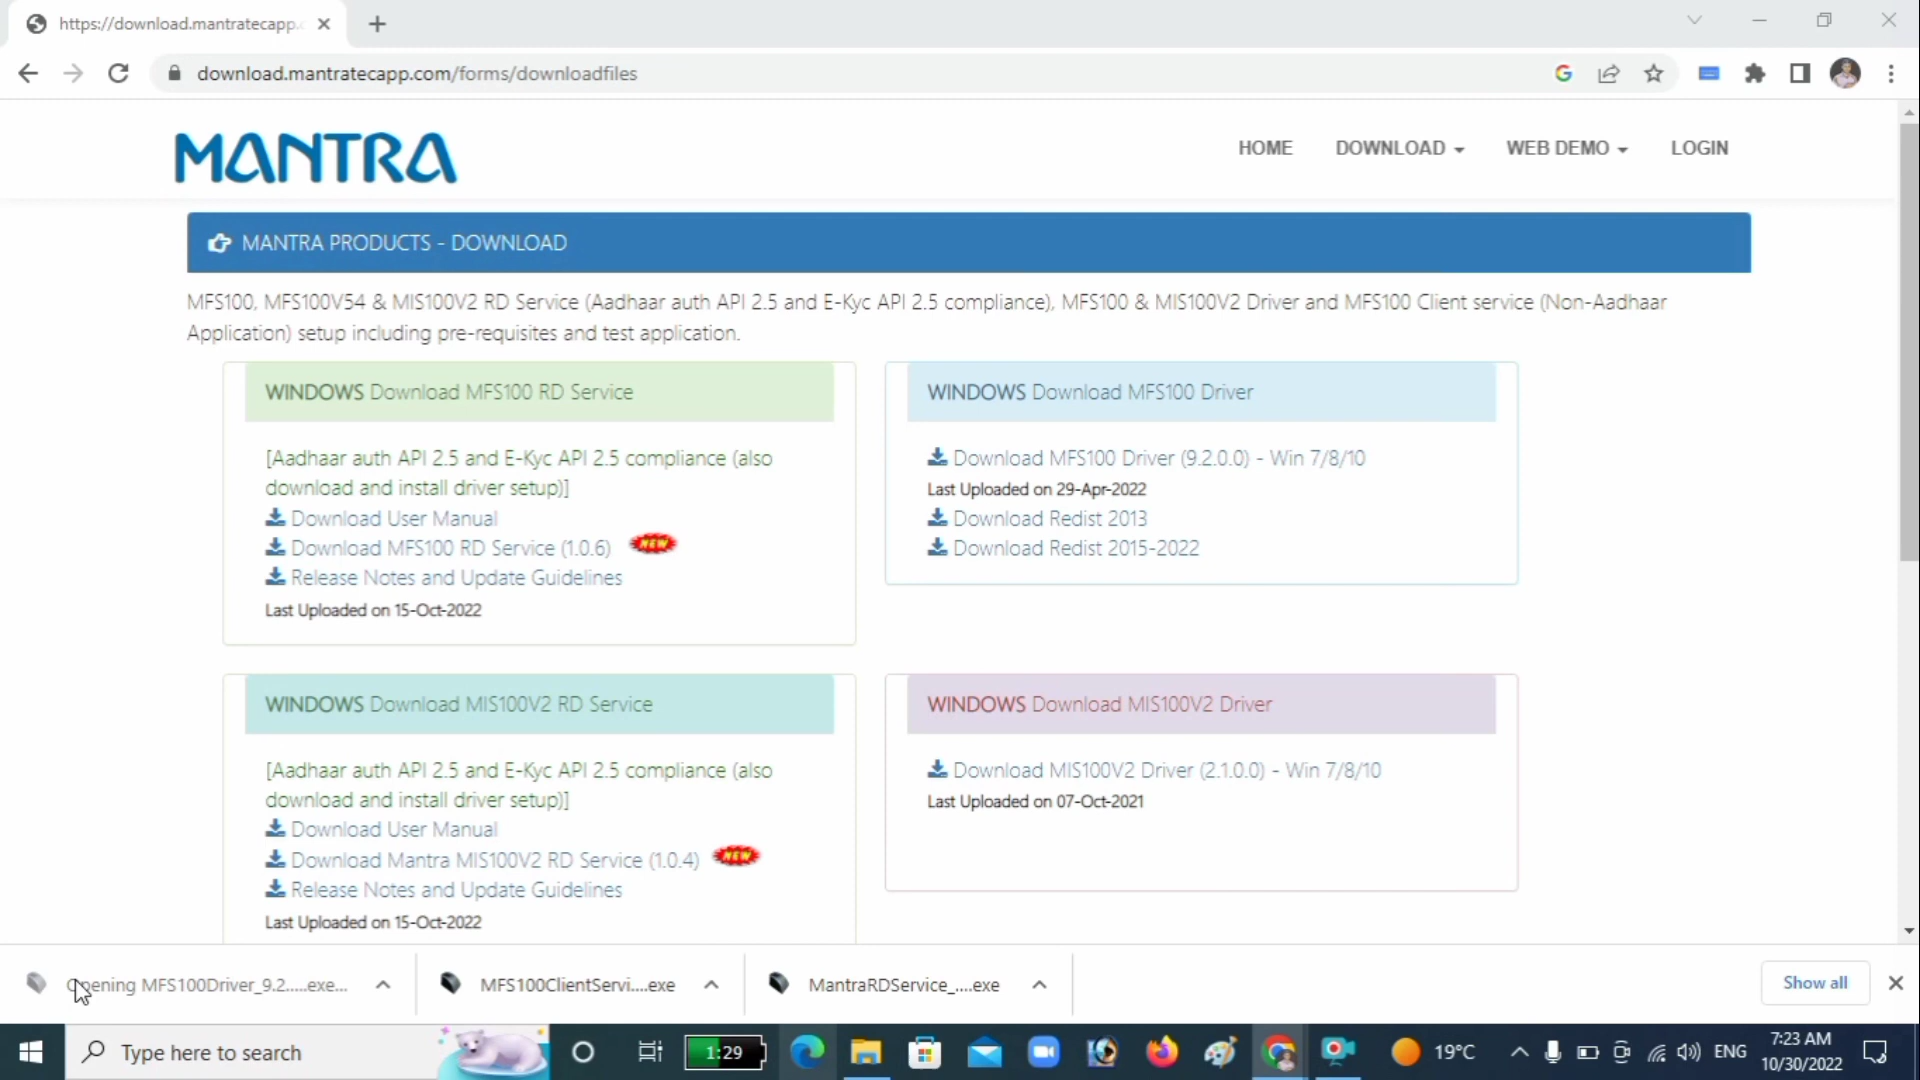 https://download.mantratecapp.
download.mantratecapp.com/forms/downloadfiles
MANTRA
HOME
DOWNLOAD
WEB DEMO
LOGIN
MANTRA PRODUCTS - DOWNLOAD
MFS100, MFS100V54 & MIS100V2 RD Service (Aadhaar auth API 2.5 and E-Kyc API 2.5 compliance), MFS100 & MIS100V2 Driver and MFS100 Client service (Non-Aadhaar
Application) setup including pre-requisites and test application.
WINDOWS Download MFS100 RD Service
[Aadhaar auth API 2.5 and E-Kyc API 2.5 compliance (also
download and install driver setup)]
Download User Manual
Download MFS100 RD Service (1.0.6) NEW
Release Notes and Update Guidelines
Last Uploaded on 15-Oct-2022
WINDOWS Download MFS100 Driver
Download MFS100 Driver (9.2.0.0) - Win 7/8/10
Last Uploaded on 29-Apr-2022
Download Redist 2013
Download Redist 2015-2022
WINDOWS Download MIS100V2 RD Service
[Aadhaar auth API 2.5 and E-Kyc API 2.5 compliance (also
download and install driver setup)]
Download User Manual
Download Mantra MIS100V2 RD Service (1.0.4) NEW
Release Notes and Update Guidelines
Last Uploaded on 15-Oct-2022
WINDOWS Download MIS100V2 Driver
Download MIS100V2 Driver (2.1.0.0) - Win 7/8/10
Last Uploaded on 07-Oct-2021
Opening MFS100Driver_9.2.....exe...
MFS100ClientServi....exe
MantraRDService_....exe
Show all
Type here to search
1:29
19°C
ENG
7:23 AM
10/30/2022